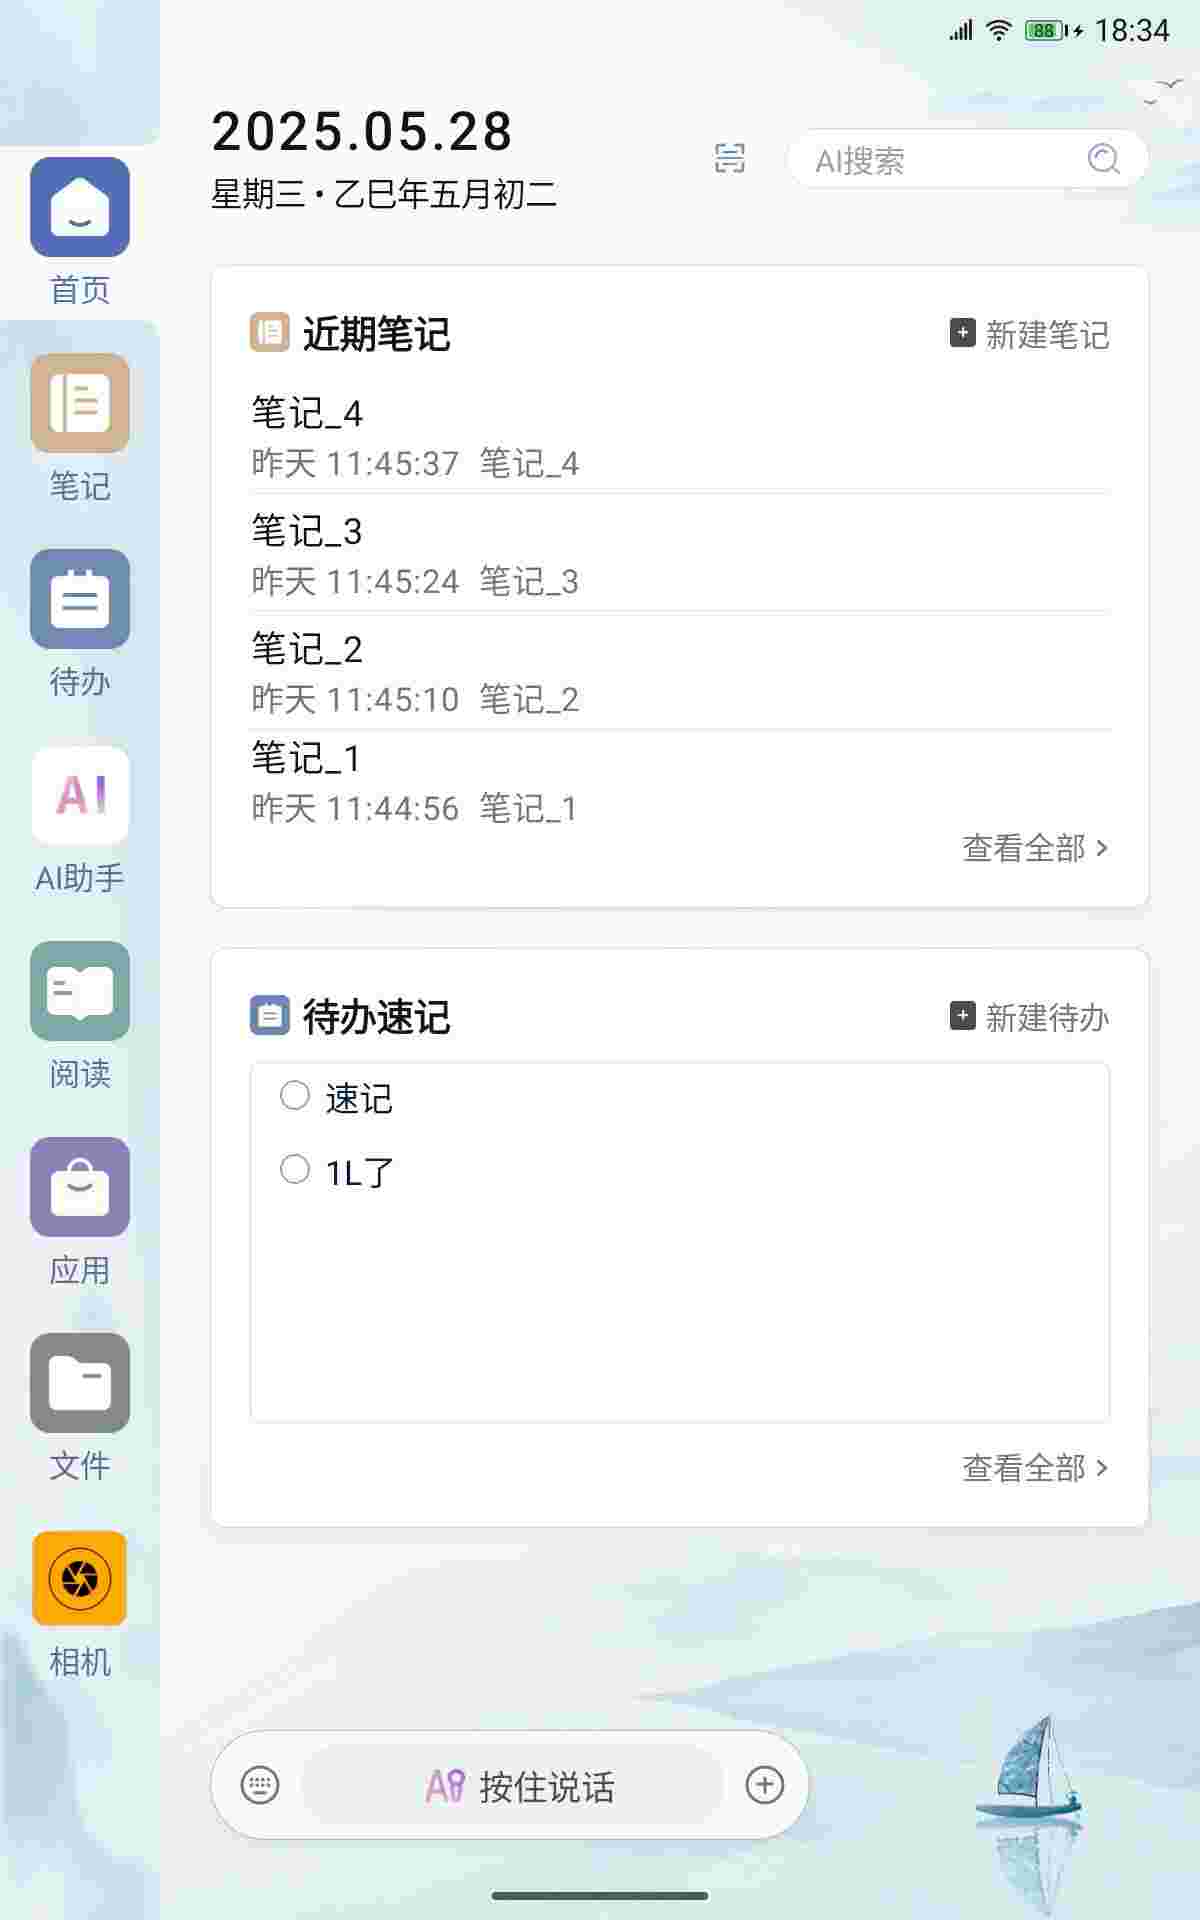 88 18:34
2025.05.28
星期三·乙巳年五月初二
AI搜索
首页
笔记
待办
AI
AI助手
阅读
应用
文件
相机
近期笔记
新建笔记
笔记_4
昨天 11:45:37 笔记_4
笔记_3
昨天 11:45:24 笔记_3
笔记_2
昨天 11:45:10 笔记_2
笔记_1
昨天 11:44:56 笔记_1
查看全部 >
待办速记
新建待办
速记
1L了
查看全部 >
AI 按住说话